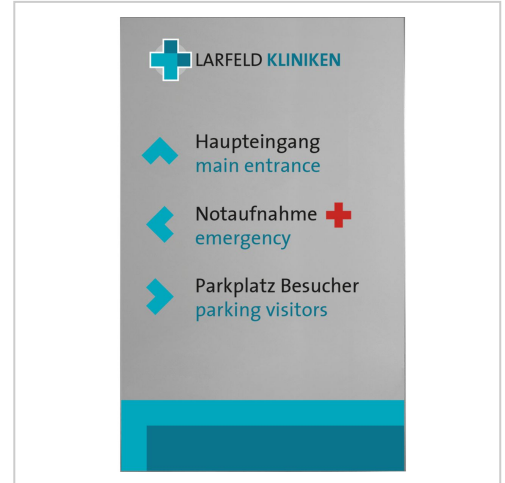 LARFELD KLINIKEN
Haupteingang
main entrance
Notaufnahme
emergency
Parkplatz Besucher
parking visitors